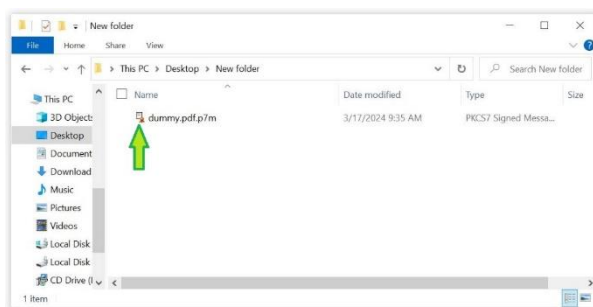 New folder
File Home Share View
This PC > Desktop > New folder
Search New folder
Name Date modified Type Size
This PC
3D Objects
Desktop
Document
Download
Music
Pictures
Videos
Local Disk
Local Disk
CD Drive (
dummy.pdf.p7m 3/17/2024 9:35 AM PKCS7 Signed Messa...
1 item